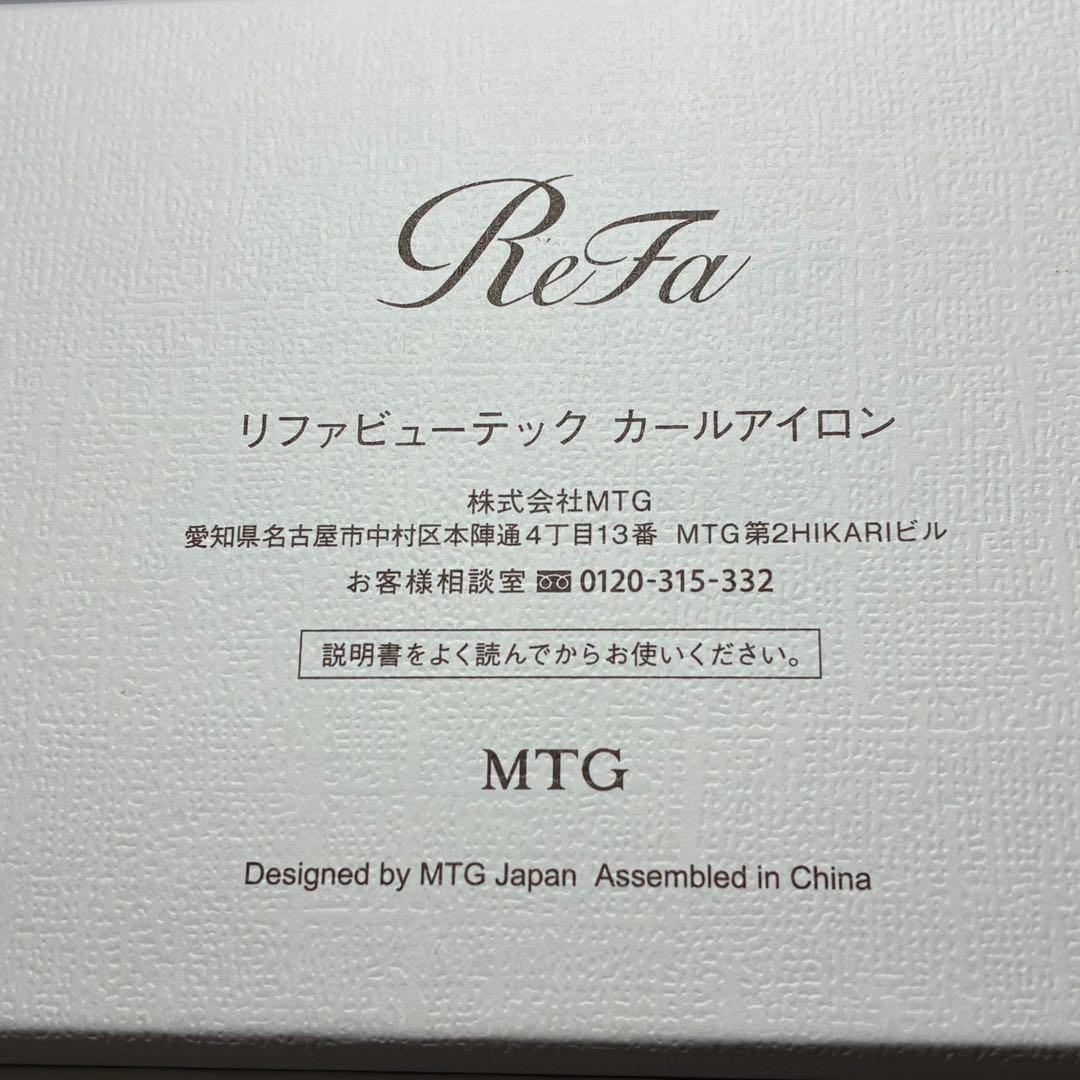 ReFa
リファビューテック カールアイロン
株式会社MTG
愛知県名古屋市中村区本陣通4丁目13番 MTG第2HIKARIビル
お客様相談室 0120-315-332
説明書をよく読んでからお使いください。
MTG
Designed by MTG Japan Assembled in China